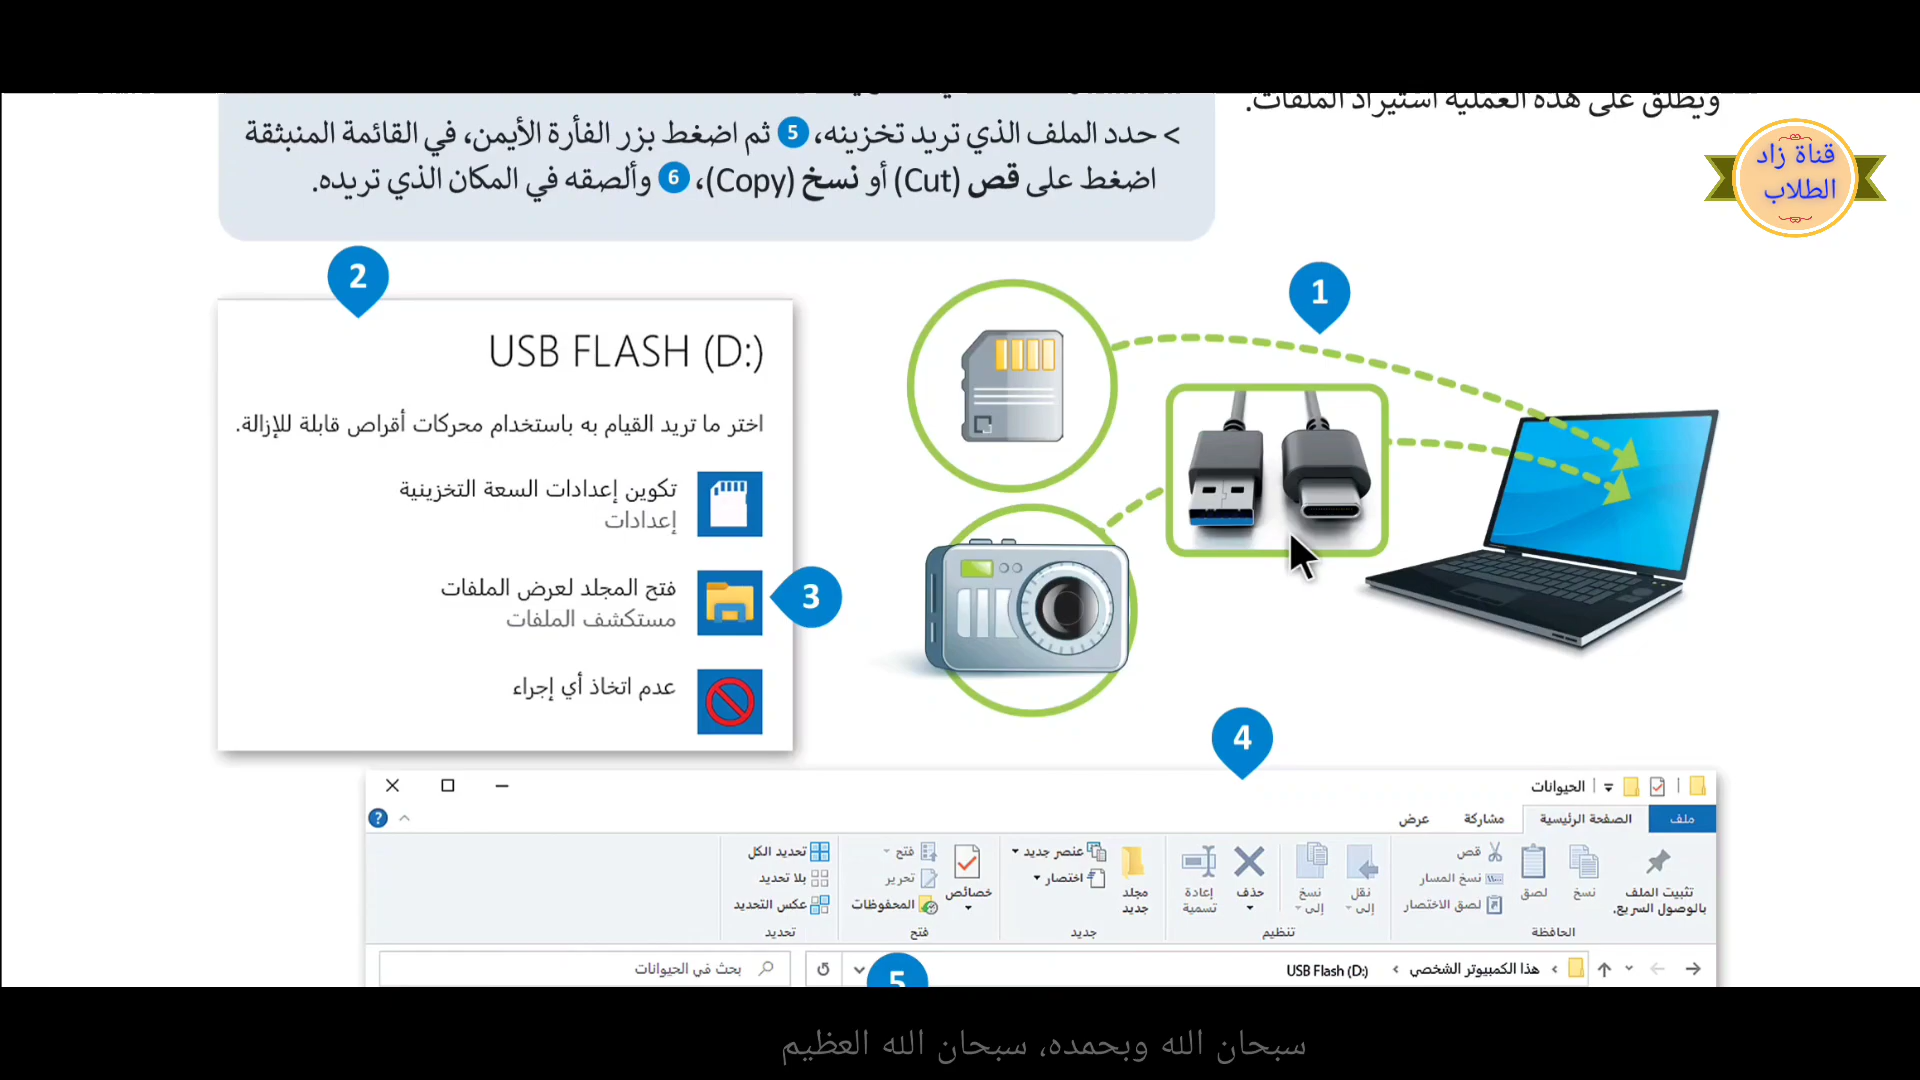 ويطلق على هذه العملية استيراد الملفات.
> حدد الملف الذي تريد تخزينه، 5 ثم اضغط بزر الفأرة الأيمن، في القائمة المنبثقة
اضغط على قص (Cut) أو نسخ (Copy)، 6 وألصقه في المكان الذي تريده.
قناة زاد
الطلاب
1
2
USB FLASH (D:)
اختر ما تريد القيام به باستخدام محركات أقراص قابلة للإزالة.
تكوين إعدادات السعة التخزينية
إعدادات
فتح المجلد لعرض الملفات
مستكشف الملفات
3
عدم اتخاذ أي إجراء
4
الحيوانات
ملف
الصفحة الرئيسية
مشاركة
عرض
تثبيت الملف
بالوصول السريع.
نسخ
لصق
قص
نسخ المسار
لصق الاختصار
الحافظة
نقل
إلى
نسخ
إلى
حذف
إعادة
تسمية
تنظيم
مجلد
جديد
عنصر جديد
اختصار
جديد
خصائص
فتح
تحرير
المحفوظات
فتح
تحديد الكل
بلا تحديد
عكس التحديد
تحديد
هذا الكمبيوتر الشخصي
USB Flash (D:)
5
بحث في الحيوانات
سبحان الله وبحمده، سبحان الله العظيم